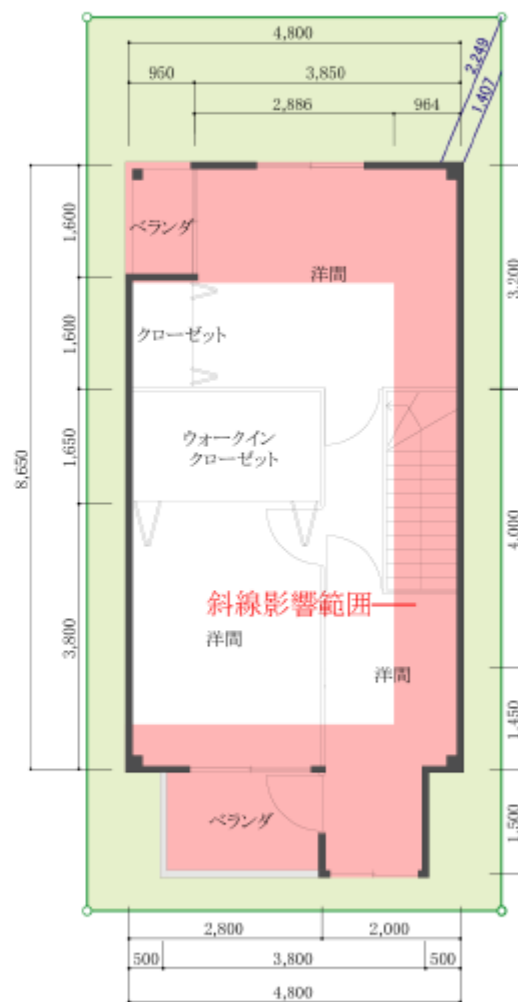 4,800
950
3,850
2,886
964
2,249
1,407
8,650
1,600
1,600
1,650
3,800
3,200
4,000
1,450
1,500
ベランダ
洋間
クローゼット
ウォークイン
クローゼット
斜線影響範囲
洋間
洋間
ベランダ
2,800
2,000
500
3,800
500
4,800